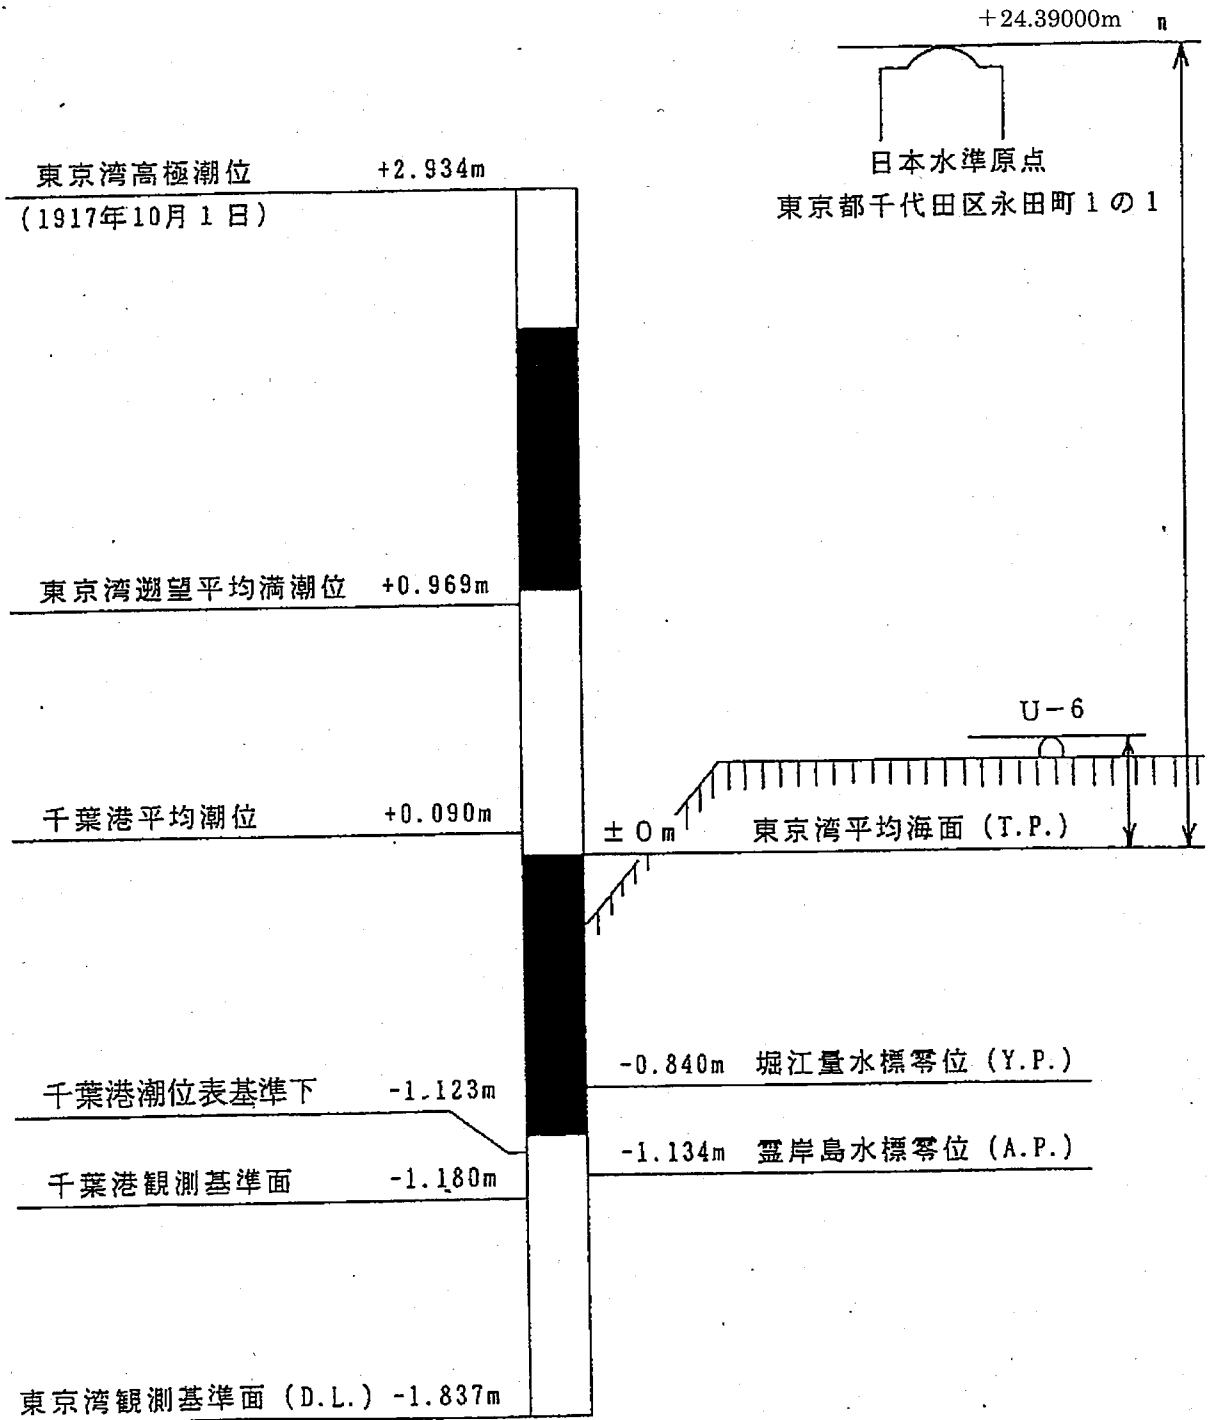 +24.39000m
日本水準原点
東京都千代田区永田町1の1
東京湾高極潮位 +2.934m
(1917年10月1日)
東京湾遡望平均満潮位 +0.969m
U-6
千葉港平均潮位 +0.090m
±0m 東京湾平均海面 (T.P.)
-0.840m 堀江量水標零位 (Y.P.)
千葉港潮位表基準下 -1.123m
-1.134m 霊岸島水標零位 (A.P.)
千葉港観測基準面 -1.180m
東京湾観測基準面 (D.L.) -1.837m